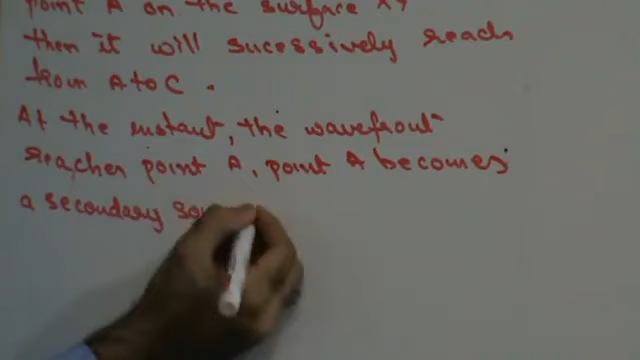 point A on the surface XY
then it will sucessively reach
from A to C .
At the instant, the wavefront
reaches point A, point A becomes
a secondary sou